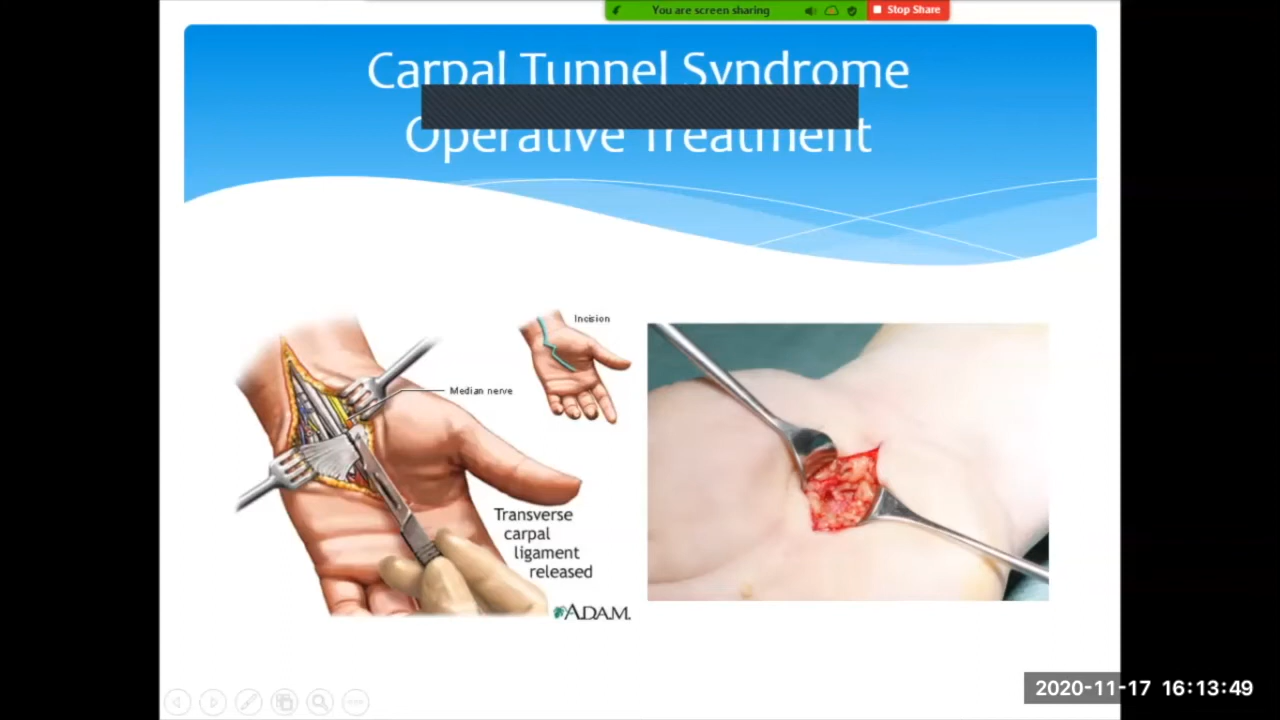 You are screen sharing
Stop Share
Carpal Tunnel Syndrome
Operative Treatment
Incision
Median nerve
Transverse
carpal
ligament
released
ADAM.
2020-11-17 16:13:49